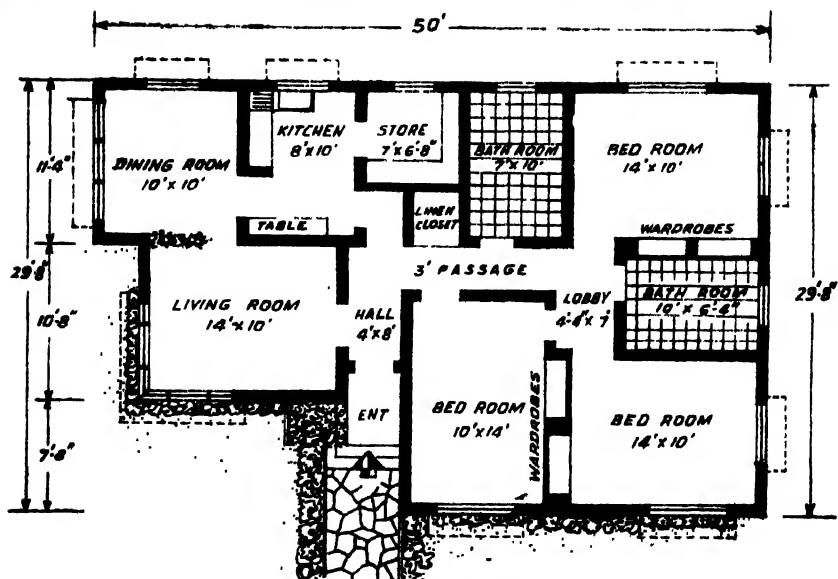 50'
KITCHEN
8'x10'
STORE
7'x6'-8"
BATH ROOM
7'x10'
BED ROOM
14'x10'
DINING ROOM
10'x10'
11'-4"
TABLE
LINEN
CLOSET
WARDROBES
29'-8"
3' PASSAGE
LIVING ROOM
14'x10'
HALL
4'x8'
LOBBY
4'-4"x7'
BATH ROOM
10'x6'-4"
29'-8"
10'-8"
ENT
BED ROOM
10'x14'
WARDROBES
BED ROOM
14'x10'
7'-8"